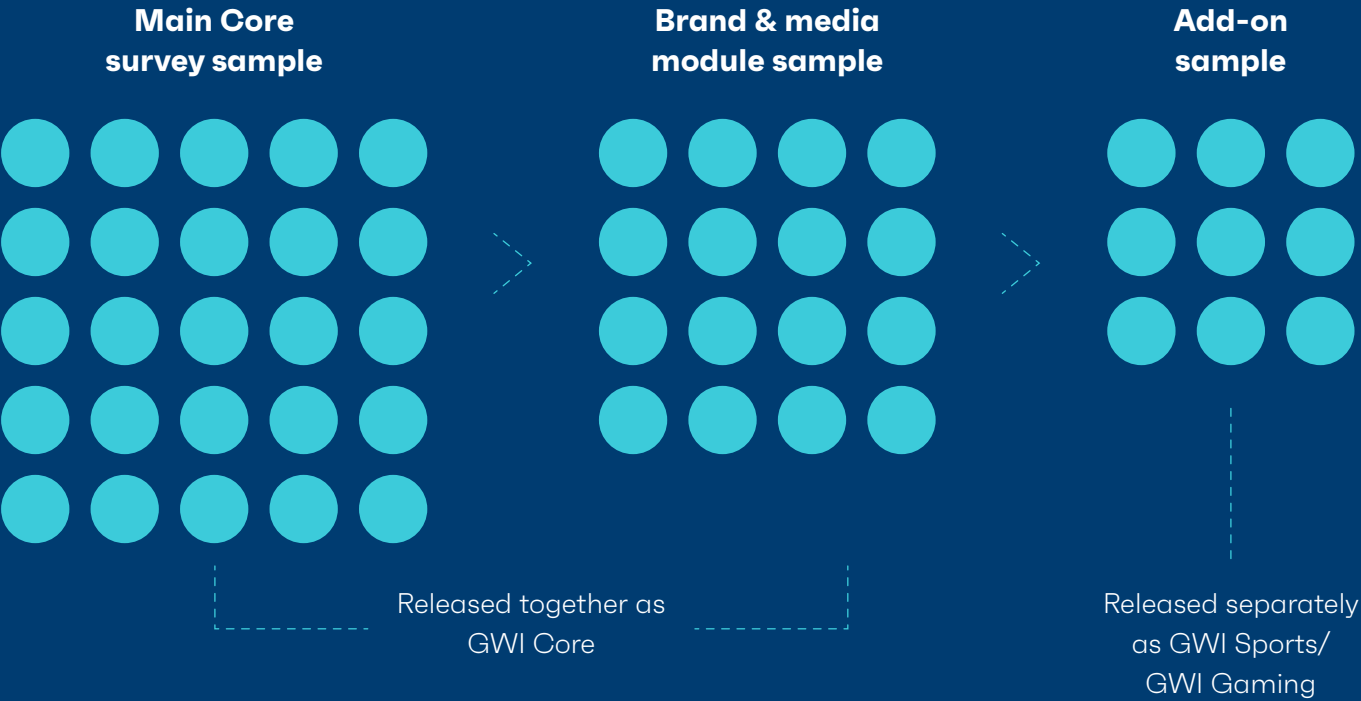 Main Core
survey sample
Brand & media
module sample
Add-on
sample
Released together as
GWI Core
Released separately
as GWI Sports/
GWI Gaming